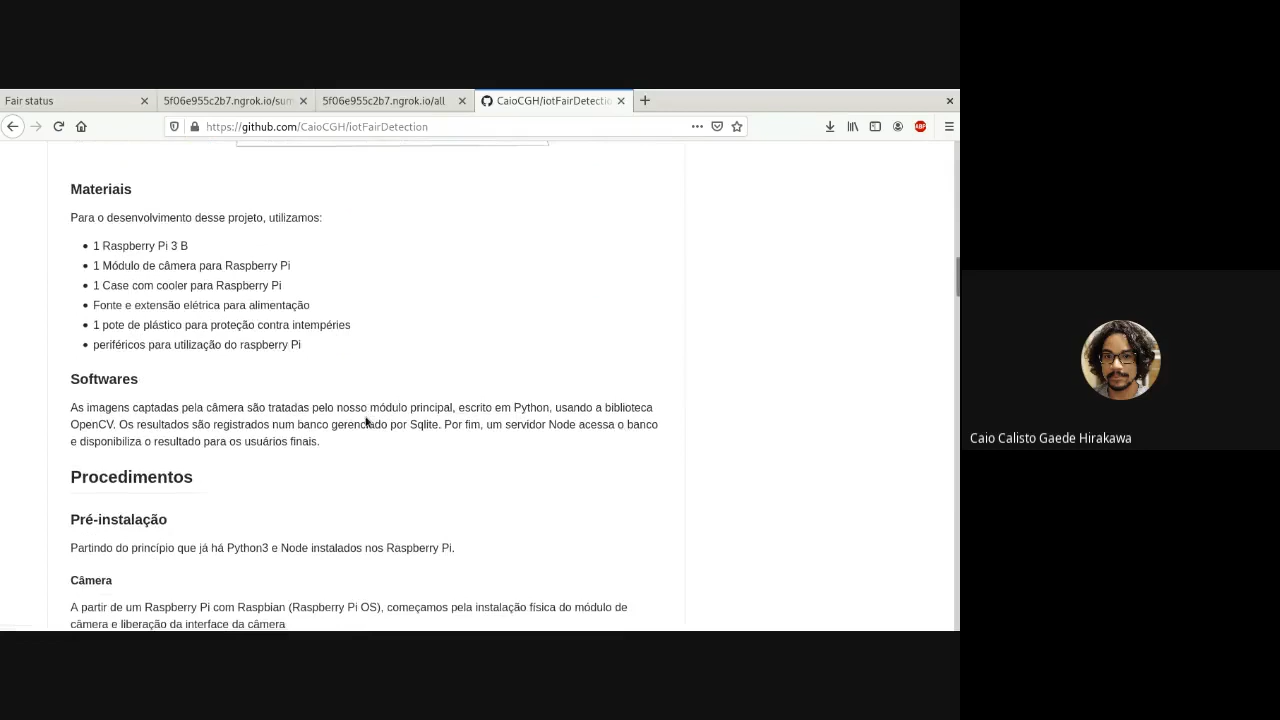 Fair status
5f06e955c2b7.ngrok.io/sum
5f06e955c2b7.ngrok.io/all
CaioCGH/iotFairDetectio
https://github.com/CaioCGH/iotFairDetection
ABP
Materiais
Para o desenvolvimento desse projeto, utilizamos:
1 Raspberry Pi 3 B
1 Módulo de câmera para Raspberry Pi
1 Case com cooler para Raspberry Pi
Fonte e extensão elétrica para alimentação
1 pote de plástico para proteção contra intempéries
periféricos para utilização do raspberry Pi
Softwares
As imagens captadas pela câmera são tratadas pelo nosso módulo principal, escrito em Python, usando a biblioteca
OpenCV. Os resultados são registrados num banco gerenciado por Sqlite. Por fim, um servidor Node acessa o banco
e disponibiliza o resultado para os usuários finais.
Procedimentos
Pré-instalação
Partindo do princípio que já há Python3 e Node instalados nos Raspberry Pi.
Câmera
A partir de um Raspberry Pi com Raspbian (Raspberry Pi OS), começamos pela instalação física do módulo de
câmera e liberação da interface da câmera
Caio Calisto Gaede Hirakawa